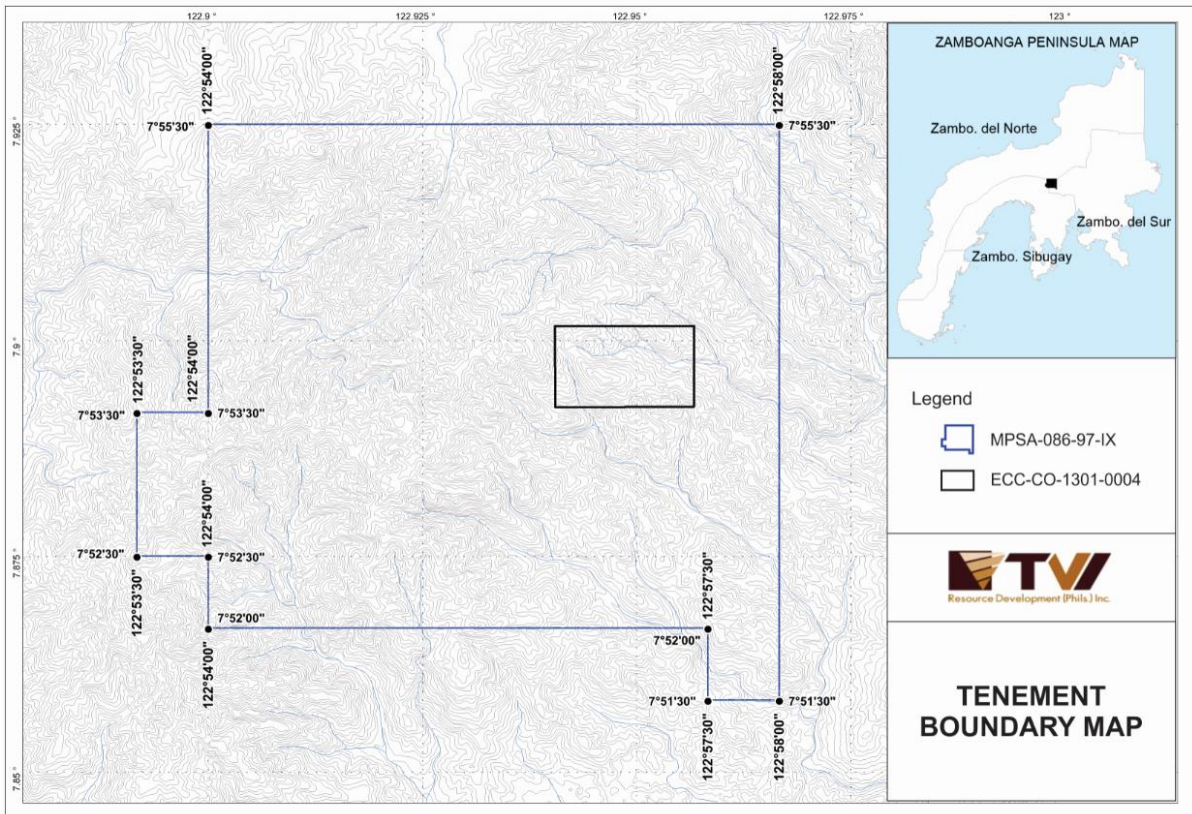 122.9 °
122.925 °
122.95 °
122.975 °
123 °
122°54'00"
122°58'00"
7.925 °
7°55'30"
7°55'30"
ZAMBOANGA PENINSULA MAP
Zambo. del Norte
Zambo. del Sur
Zambo. Sibugay
7.9 °
122°53'30"
122°54'00"
7°53'30"
7°53'30"
Legend
MPSA-086-97-IX
ECC-CO-1301-0004
122°54'00"
7.875 °
7°52'30"
7°52'30"
122°53'30"
TVI
Resource Development (Phils.) Inc.
122°57'30"
7°52'00"
7°52'00"
122°54'00"
7°51'30"
7°51'30"
122°57'30"
122°58'00"
7.85 °
TENEMENT
BOUNDARY MAP